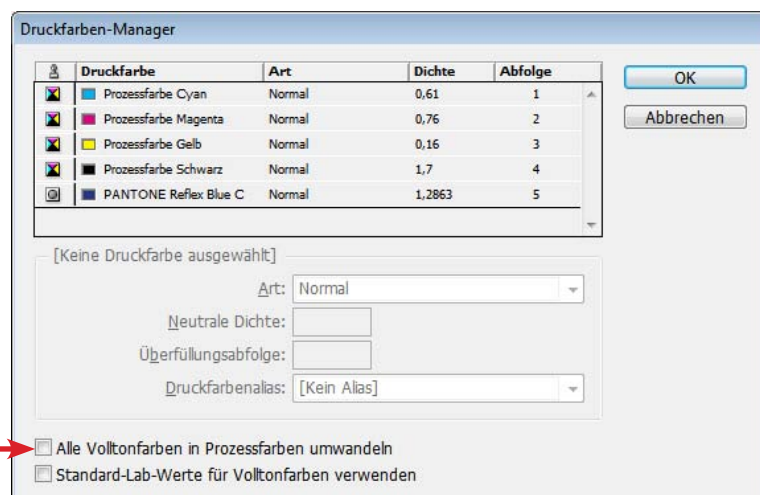 Druckfarben-Manager
Druckfarbe Art Dichte Abfolge
Prozessfarbe Cyan Normal 0,61 1
Prozessfarbe Magenta Normal 0,76 2
Prozessfarbe Gelb Normal 0,16 3
Prozessfarbe Schwarz Normal 1,7 4
PANTONE Reflex Blue C Normal 1,2863 5
OK
Abbrechen
[Keine Druckfarbe ausgewählt]
Art: Normal
Neutrale Dichte:
Überfüllungsabfolge:
Druckfarbenalias: [Kein Alias]
Alle Volltonfarben in Prozessfarben umwandeln
Standard-Lab-Werte für Volltonfarben verwenden